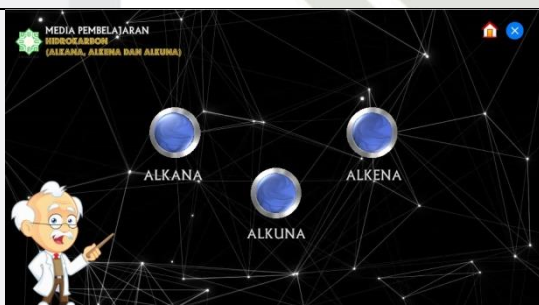 MEDIA PEMBELAJARAN
HIDROKARBON
(ALKANA, ALKENA DAN ALKUNA)
ALKANA
ALKENA
ALKUNA